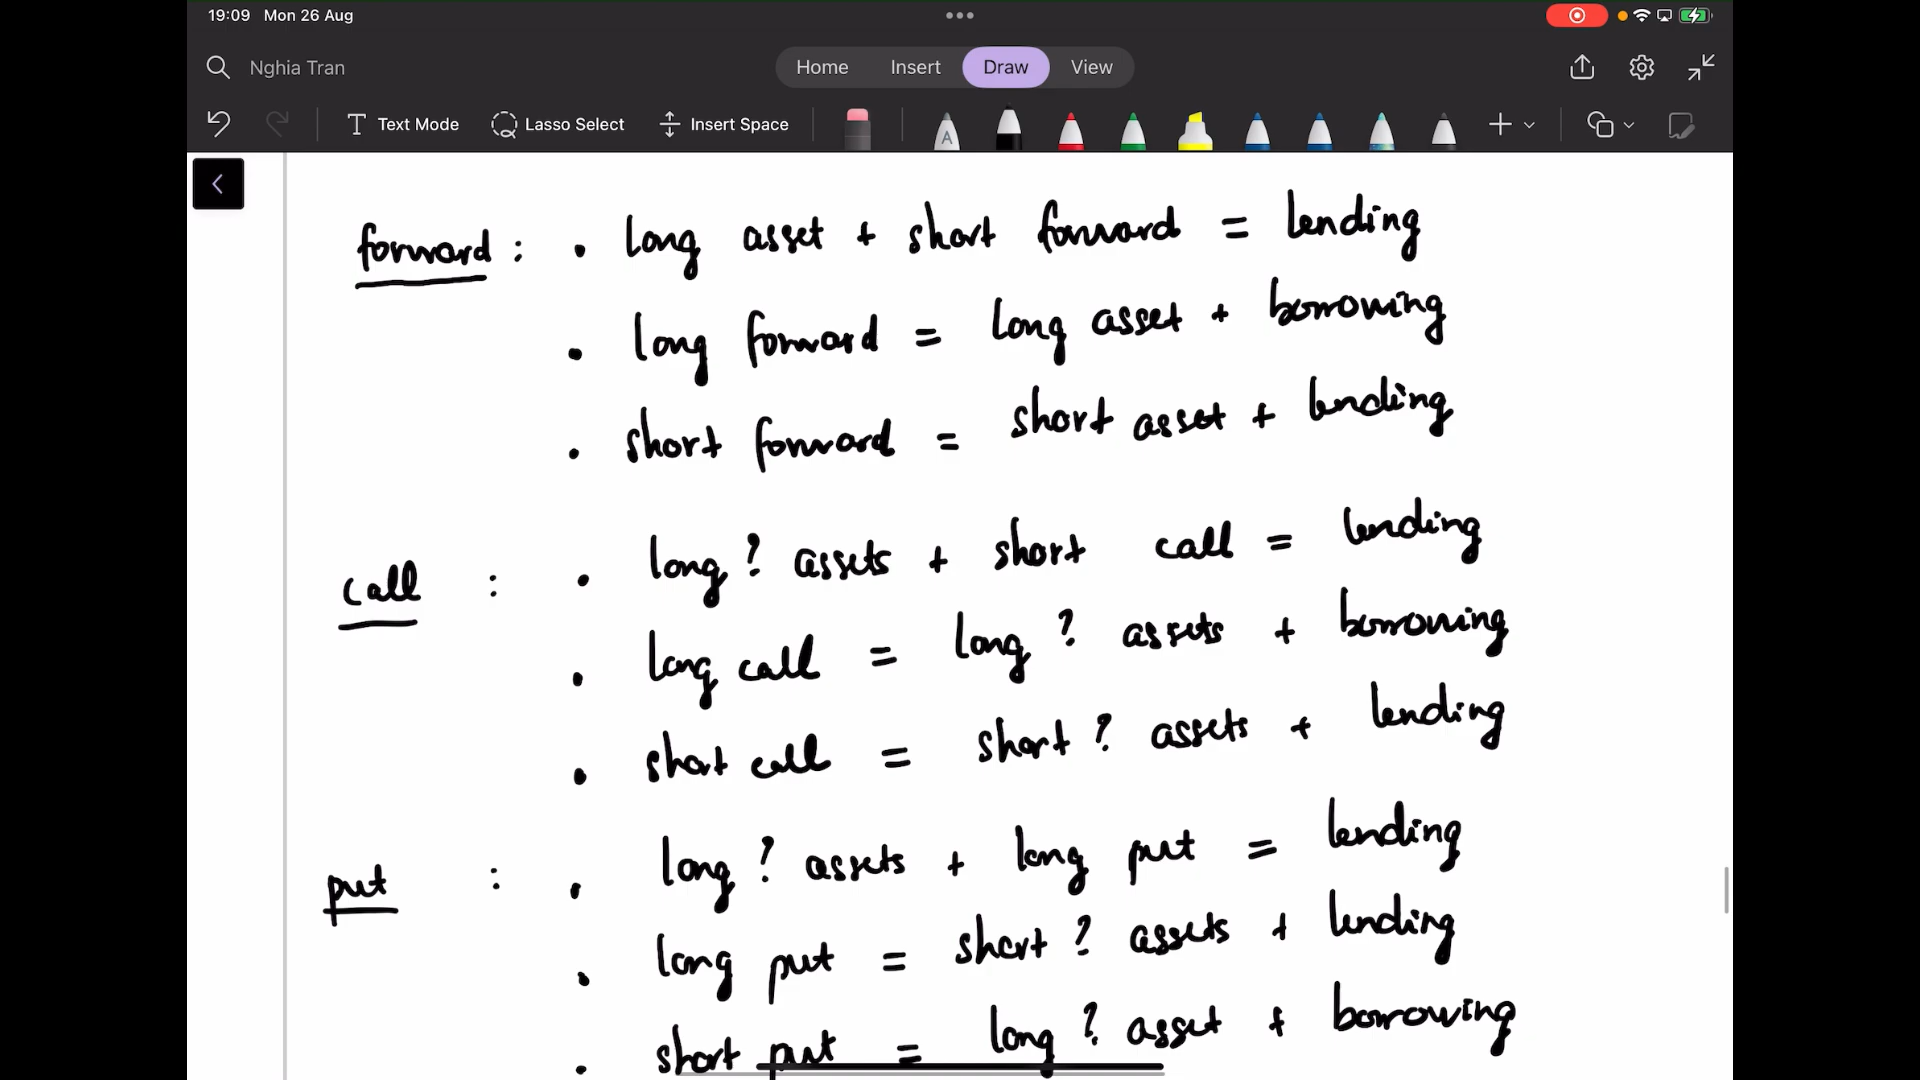 19:09 Mon 26 Aug
Nghia Tran Home Insert Draw View
Text Mode Lasso Select Insert Space A
forward : • long asset + short forward = lending
• long forward = long asset + borrowing
• short forward = short asset + lending
call : • long ? assets + short call = lending
• long call = long ? assets + borrowing
• short call = short ? assets + lending
put : • long ? assets + long put = lending
• long put = short ? assets + lending
• short put = long ? asset + borrowing